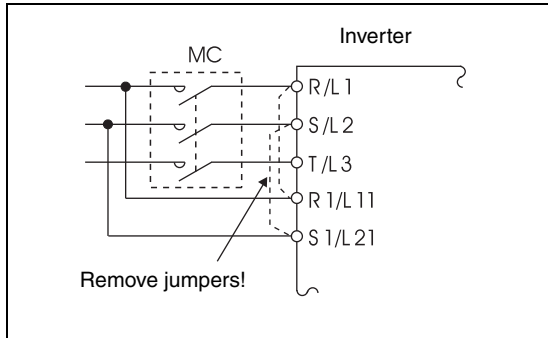 Inverter
MC
R/L1
S/L2
T/L3
R1/L11
S1/L21
Remove jumpers!